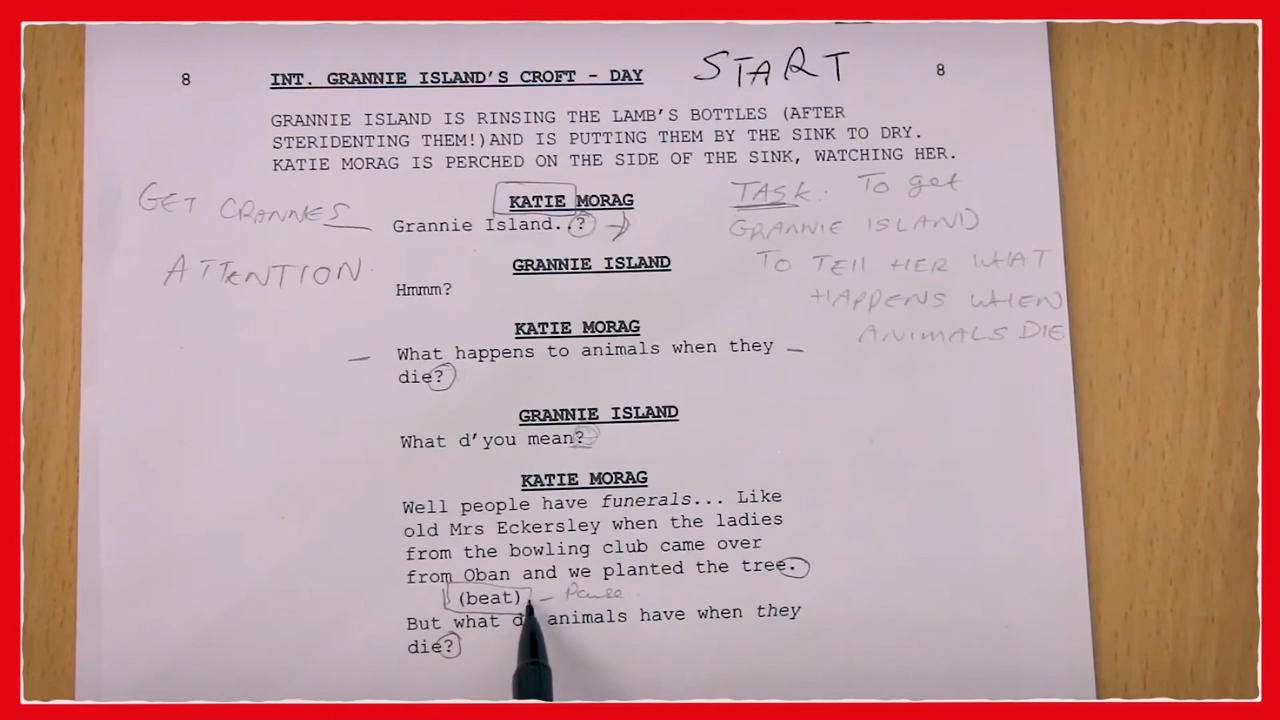 START
8 INT. GRANNIE ISLAND'S CROFT - DAY 8
GRANNIE ISLAND IS RINSING THE LAMB'S BOTTLES (AFTER
STERIDENTING THEM!)AND IS PUTTING THEM BY THE SINK TO DRY.
KATIE MORAG IS PERCHED ON THE SIDE OF THE SINK, WATCHING HER.
GET GRANNIES
ATTENTION
TASK: To get
GRANNIE ISLAND
TO TELL HER WHAT
HAPPENS WHEN
ANIMALS DIE
KATIE MORAG
Grannie Island..?
GRANNIE ISLAND
Hmmm?
KATIE MORAG
What happens to animals when they
die?
GRANNIE ISLAND
What d'you mean?
KATIE MORAG
Well people have funerals... Like
old Mrs Eckersley when the ladies
from the bowling club came over
from Oban and we planted the tree.
(beat) - Pause
But what animals have when they
die?